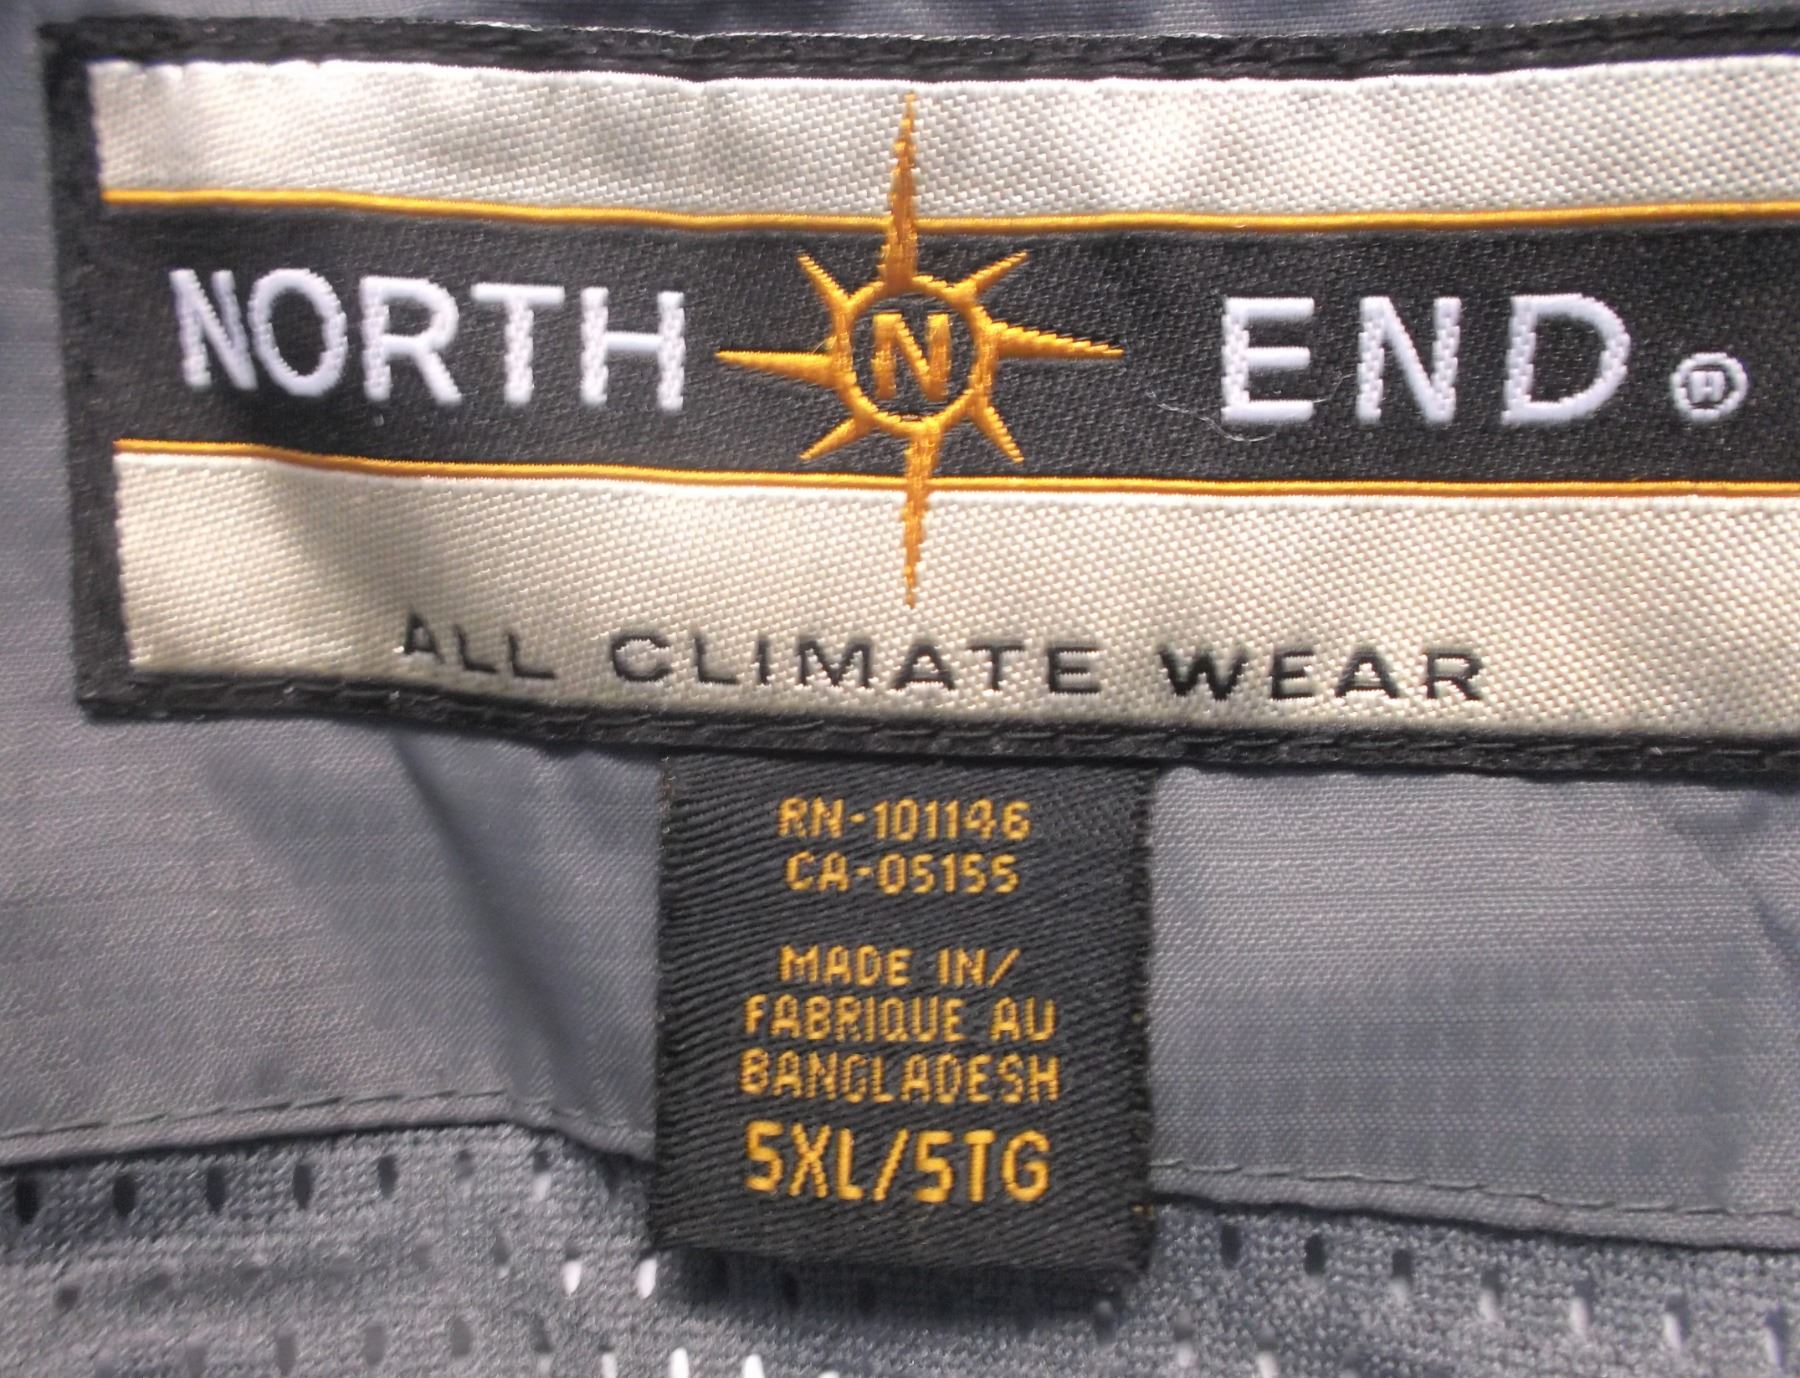 NORTH N END ®
ALL CLIMATE WEAR
RN-101146
CA-05155
MADE IN/
FABRIQUE AU
BANGLADESH
5XL/5TG